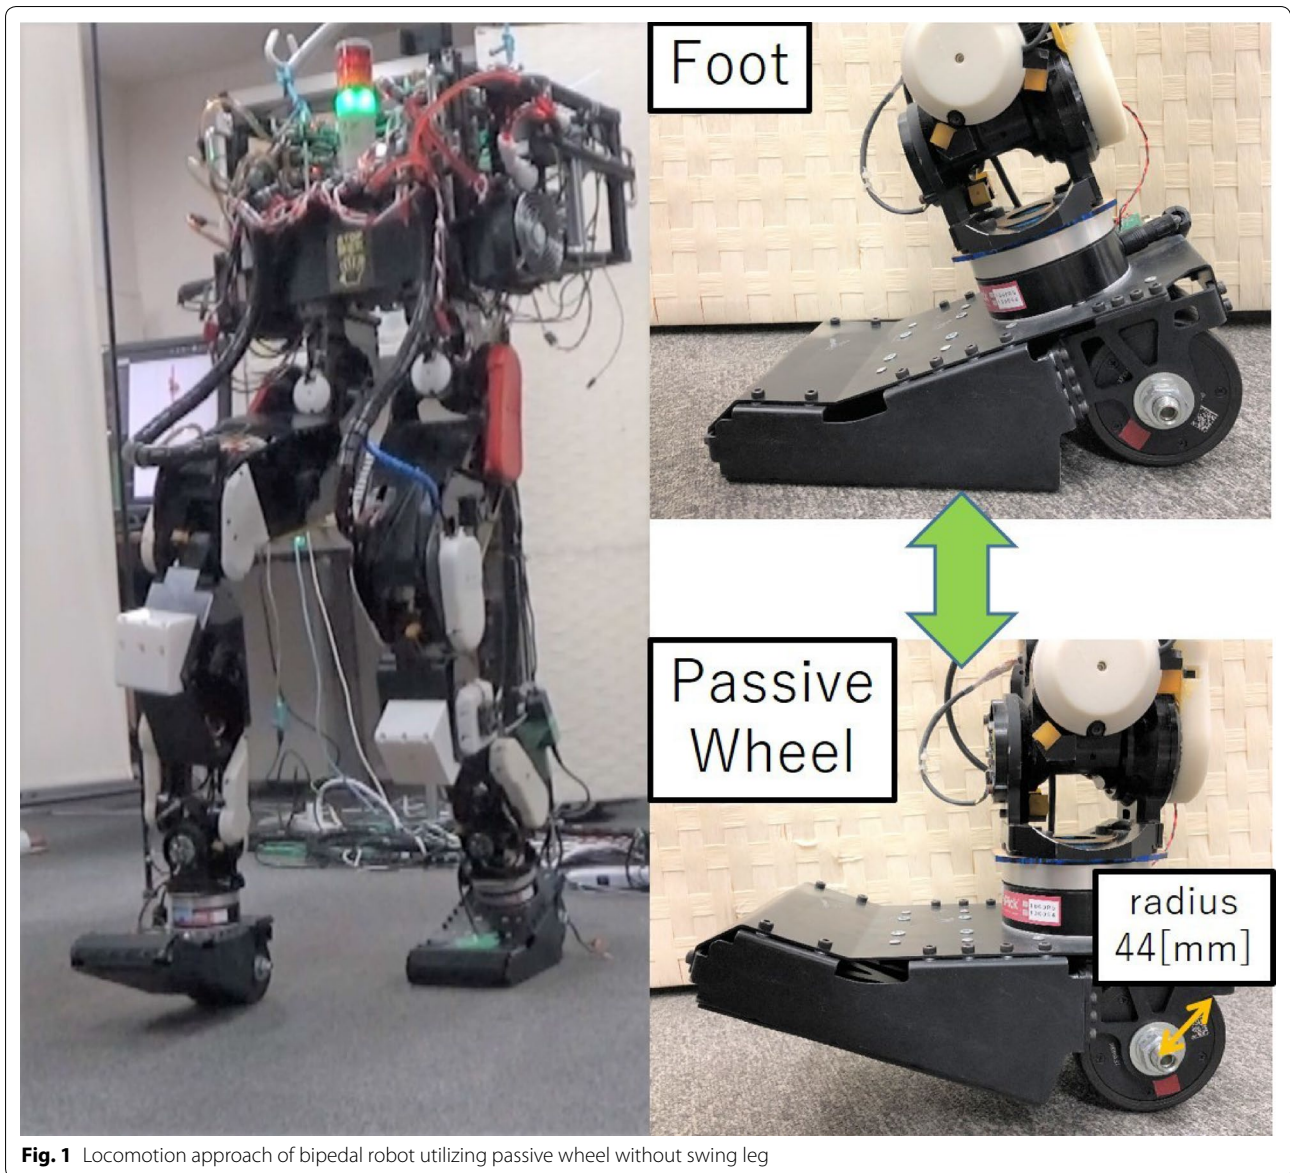 Foot
Passive
Wheel
radius
44[mm]
Fig. 1 Locomotion approach of bipedal robot utilizing passive wheel without swing leg